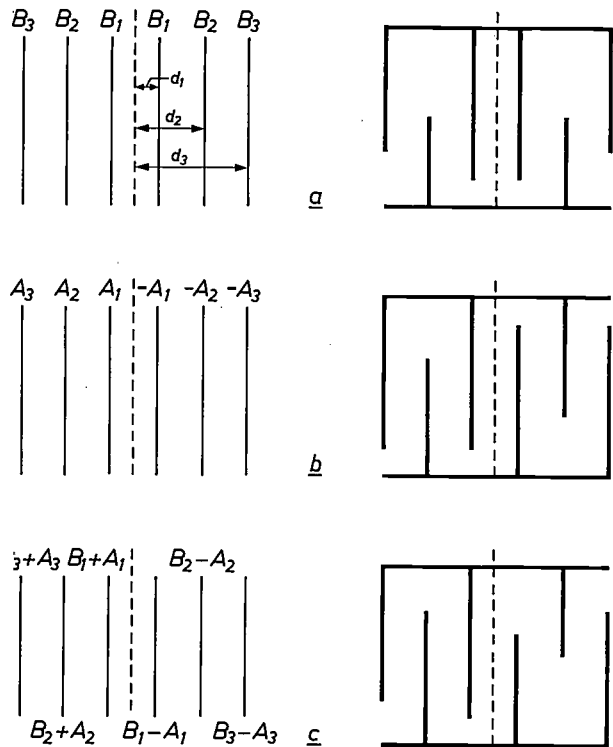 B₃ B₂ B₁ B₁ B₂ B₃
d₁
d₂
d₃
a
A₃ A₂ A₁ -A₁ -A₂ -A₃
b
₃+A₃ B₁+A₁ B₂-A₂
B₂+A₂ B₁-A₁ B₃-A₃
c